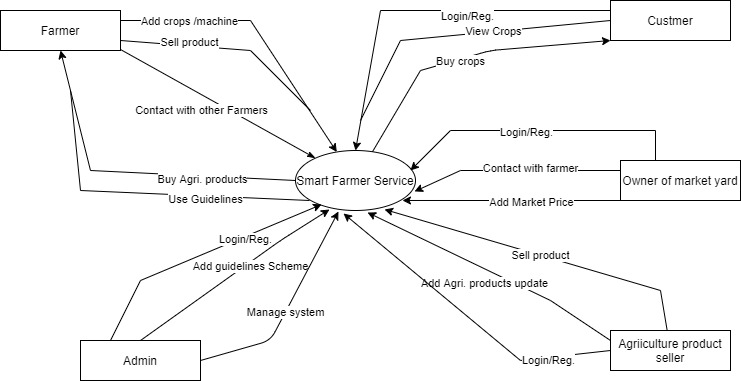 Farmer
Add crops /machine
Sell product
Contact with other Farmers
Login/Reg.
View Crops
Buy crops
Custmer
Login/Reg.
Contact with farmer
Add Market Price
Owner of market yard
Smart Farmer Service
Buy Agri. products
Use Guidelines
Login/Reg.
Add guidelines Scheme
Manage system
Admin
Sell product
Add Agri. products update
Login/Reg.
Agriiculture product
seller